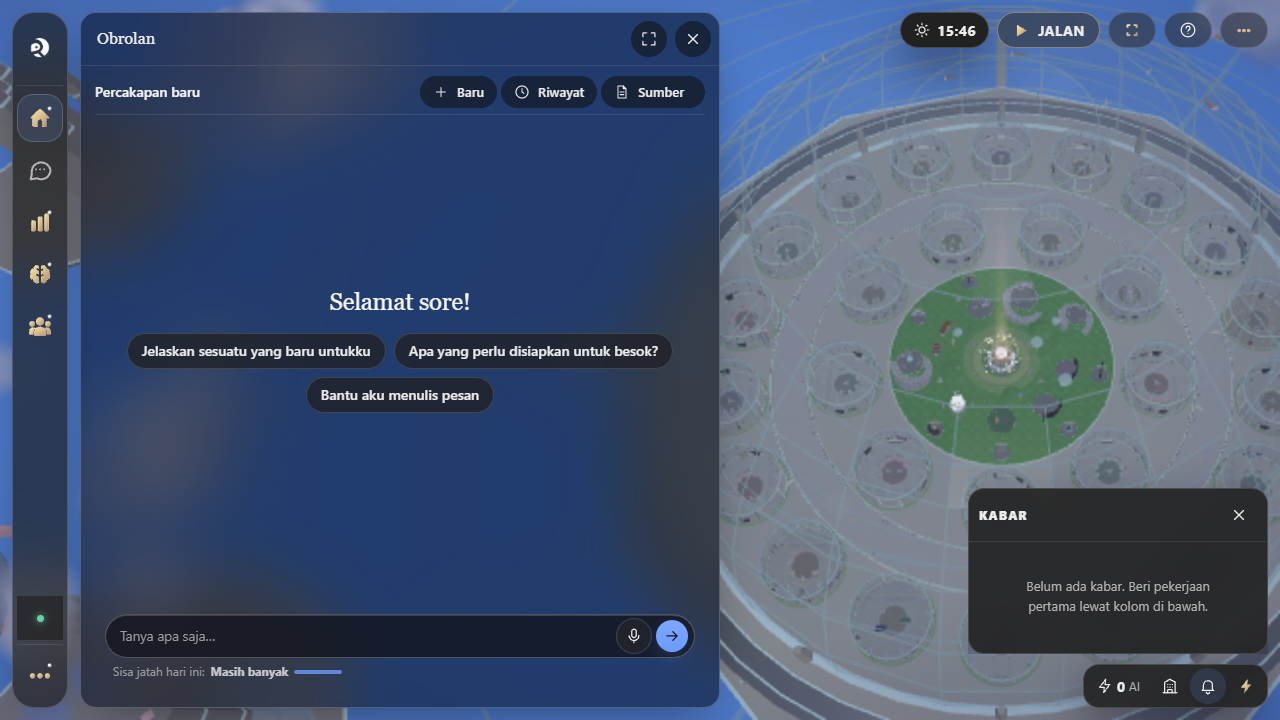 Obrolan
Percakapan baru
Baru
Riwayat
Sumber
Selamat sore!
Jelaskan sesuatu yang baru untukku
Apa yang perlu disiapkan untuk besok?
Bantu aku menulis pesan
Tanya apa saja...
Sisa jatah hari ini: Masih banyak
15:46
JALAN
KABAR
Belum ada kabar. Beri pekerjaan
pertama lewat kolom di bawah.
0 AI